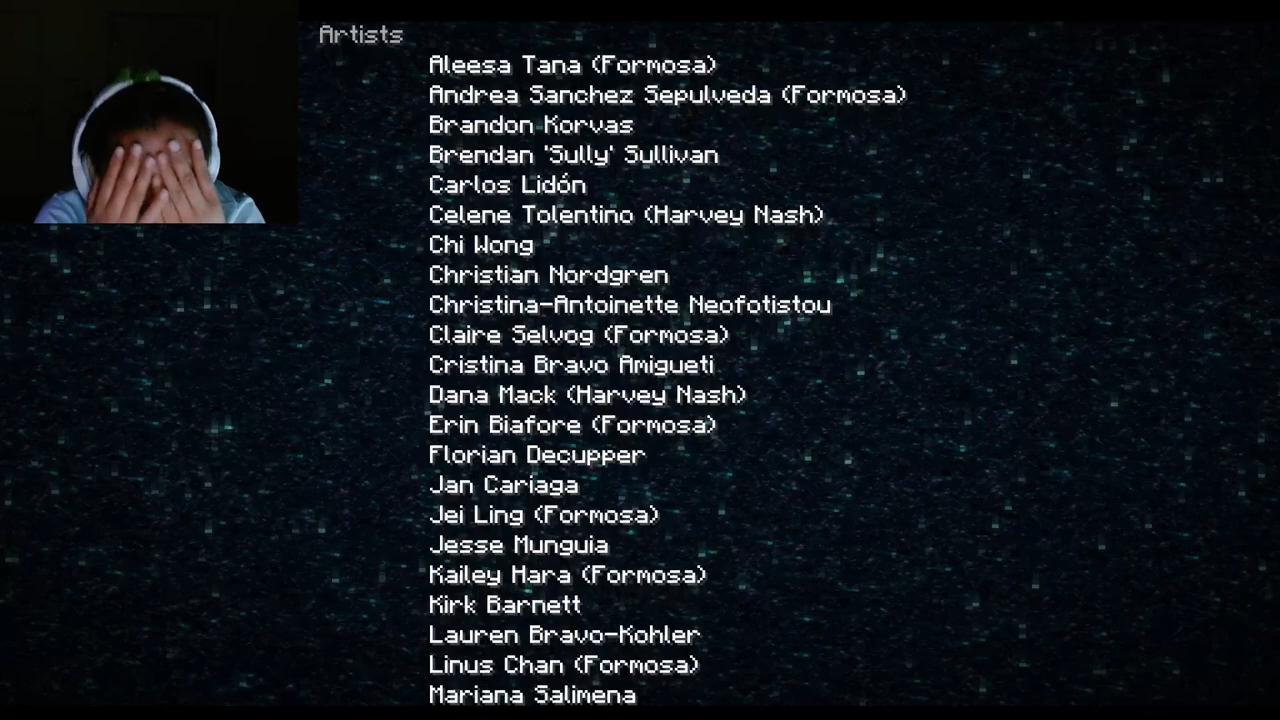 Artists
Aleesa Tana (Formosa)
Andrea Sanchez Sepulveda (Formosa)
Brandon Korvas
Brendan 'Sully' Sullivan
Carlos Lidón
Celene Tolentino (Harvey Nash)
Chi Wong
Christian Nordgren
Christina-Antoinette Neofotistou
Claire Selvog (Formosa)
Cristina Bravo Amigueti
Dana Mack (Harvey Nash)
Erin Biafore (Formosa)
Florian Decupper
Jan Cariaga
Jei Ling (Formosa)
Jesse Munguia
Kailey Hara (Formosa)
Kirk Barnett
Lauren Bravo-Kohler
Linus Chan (Formosa)
Mariana Salimena